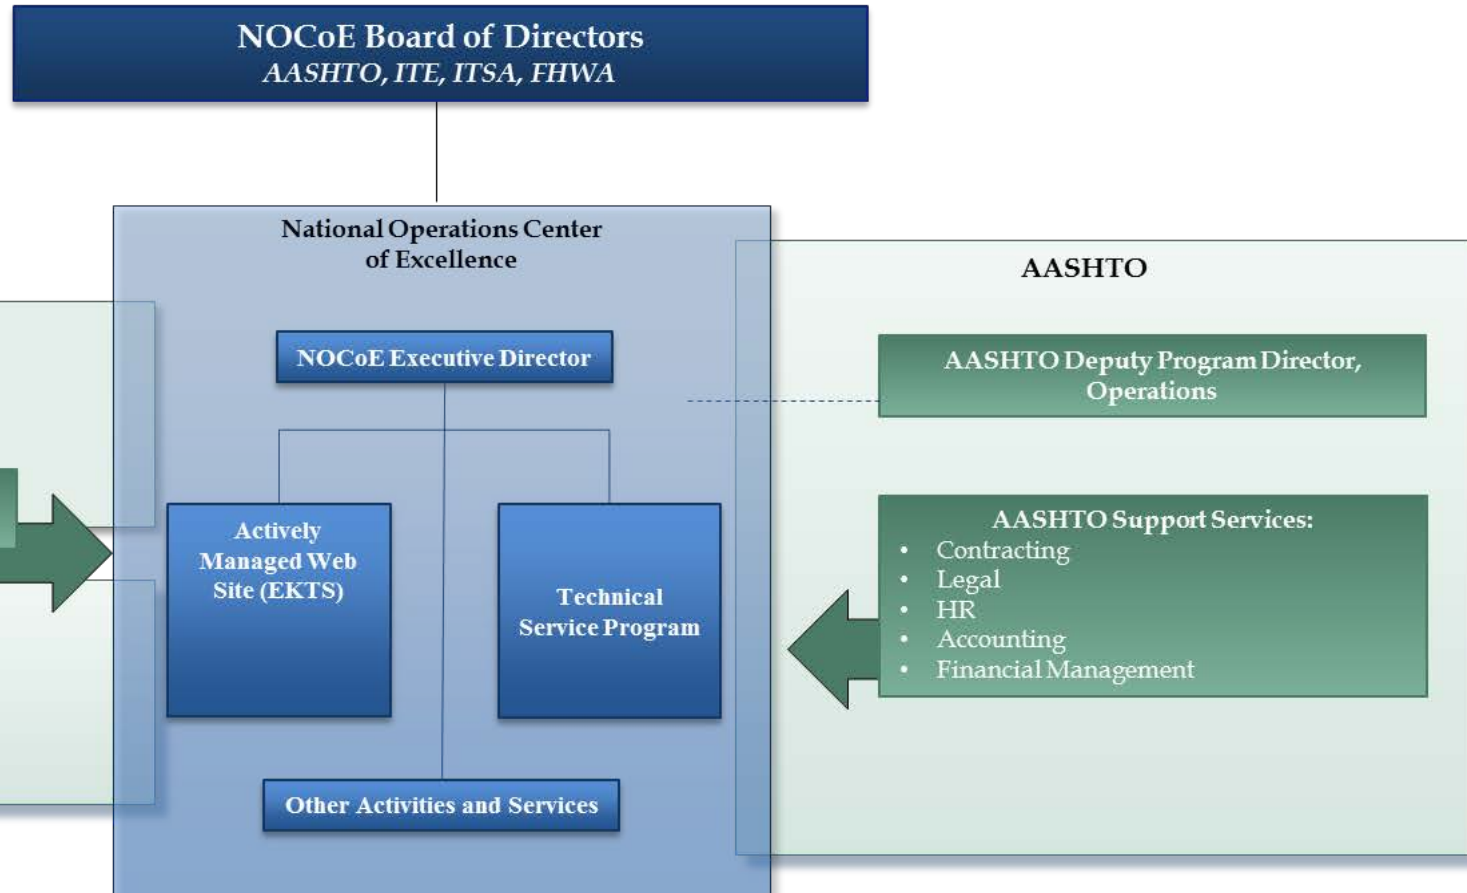 NOCoE Board of Directors
AASHTO, ITE, ITSA, FHWA
National Operations Center
of Excellence
NOCoE Executive Director
Actively
Managed Web
Site (EKTS)
Technical
Service Program
Other Activities and Services
AASHTO
AASHTO Deputy Program Director,
Operations
AASHTO Support Services:
• Contracting
• Legal
• HR
• Accounting
• Financial Management